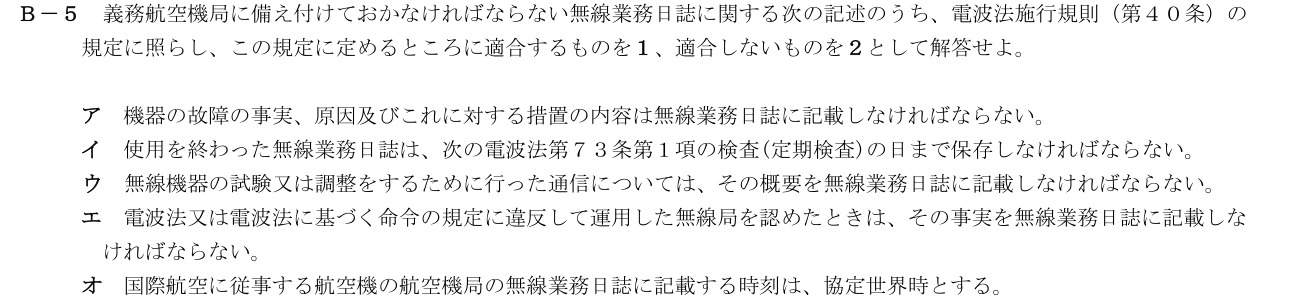 Ｂ－５　義務航空機局に備え付けておかなければならない無線業務日誌に関する次の記述のうち、電波法施行規則（第４０条）の
規定に照らし、この規定に定めるところに適合するものを１、適合しないものを２として解答せよ。
ア　機器の故障の事実、原因及びこれに対する措置の内容は無線業務日誌に記載しなければならない。
イ　使用を終わった無線業務日誌は、次の電波法第７３条第１項の検査(定期検査)の日まで保存しなければならない。
ウ　無線機器の試験又は調整をするために行った通信については、その概要を無線業務日誌に記載しなければならない。
エ　電波法又は電波法に基づく命令の規定に違反して運用した無線局を認めたときは、その事実を無線業務日誌に記載しな
ければならない。
オ　国際航空に従事する航空機の航空機局の無線業務日誌に記載する時刻は、協定世界時とする。